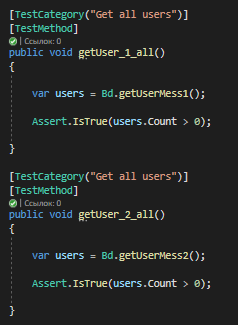 [TestCategory("Get all users")]
[TestMethod]
| Ссылок: 0
public void getUser_1_all()
{
var users = Bd.getUserMess1();
Assert.IsTrue(users.Count > 0);
}
[TestCategory("Get all users")]
[TestMethod]
| Ссылок: 0
public void getUser_2_all()
{
var users = Bd.getUserMess2();
Assert.IsTrue(users.Count > 0);
}